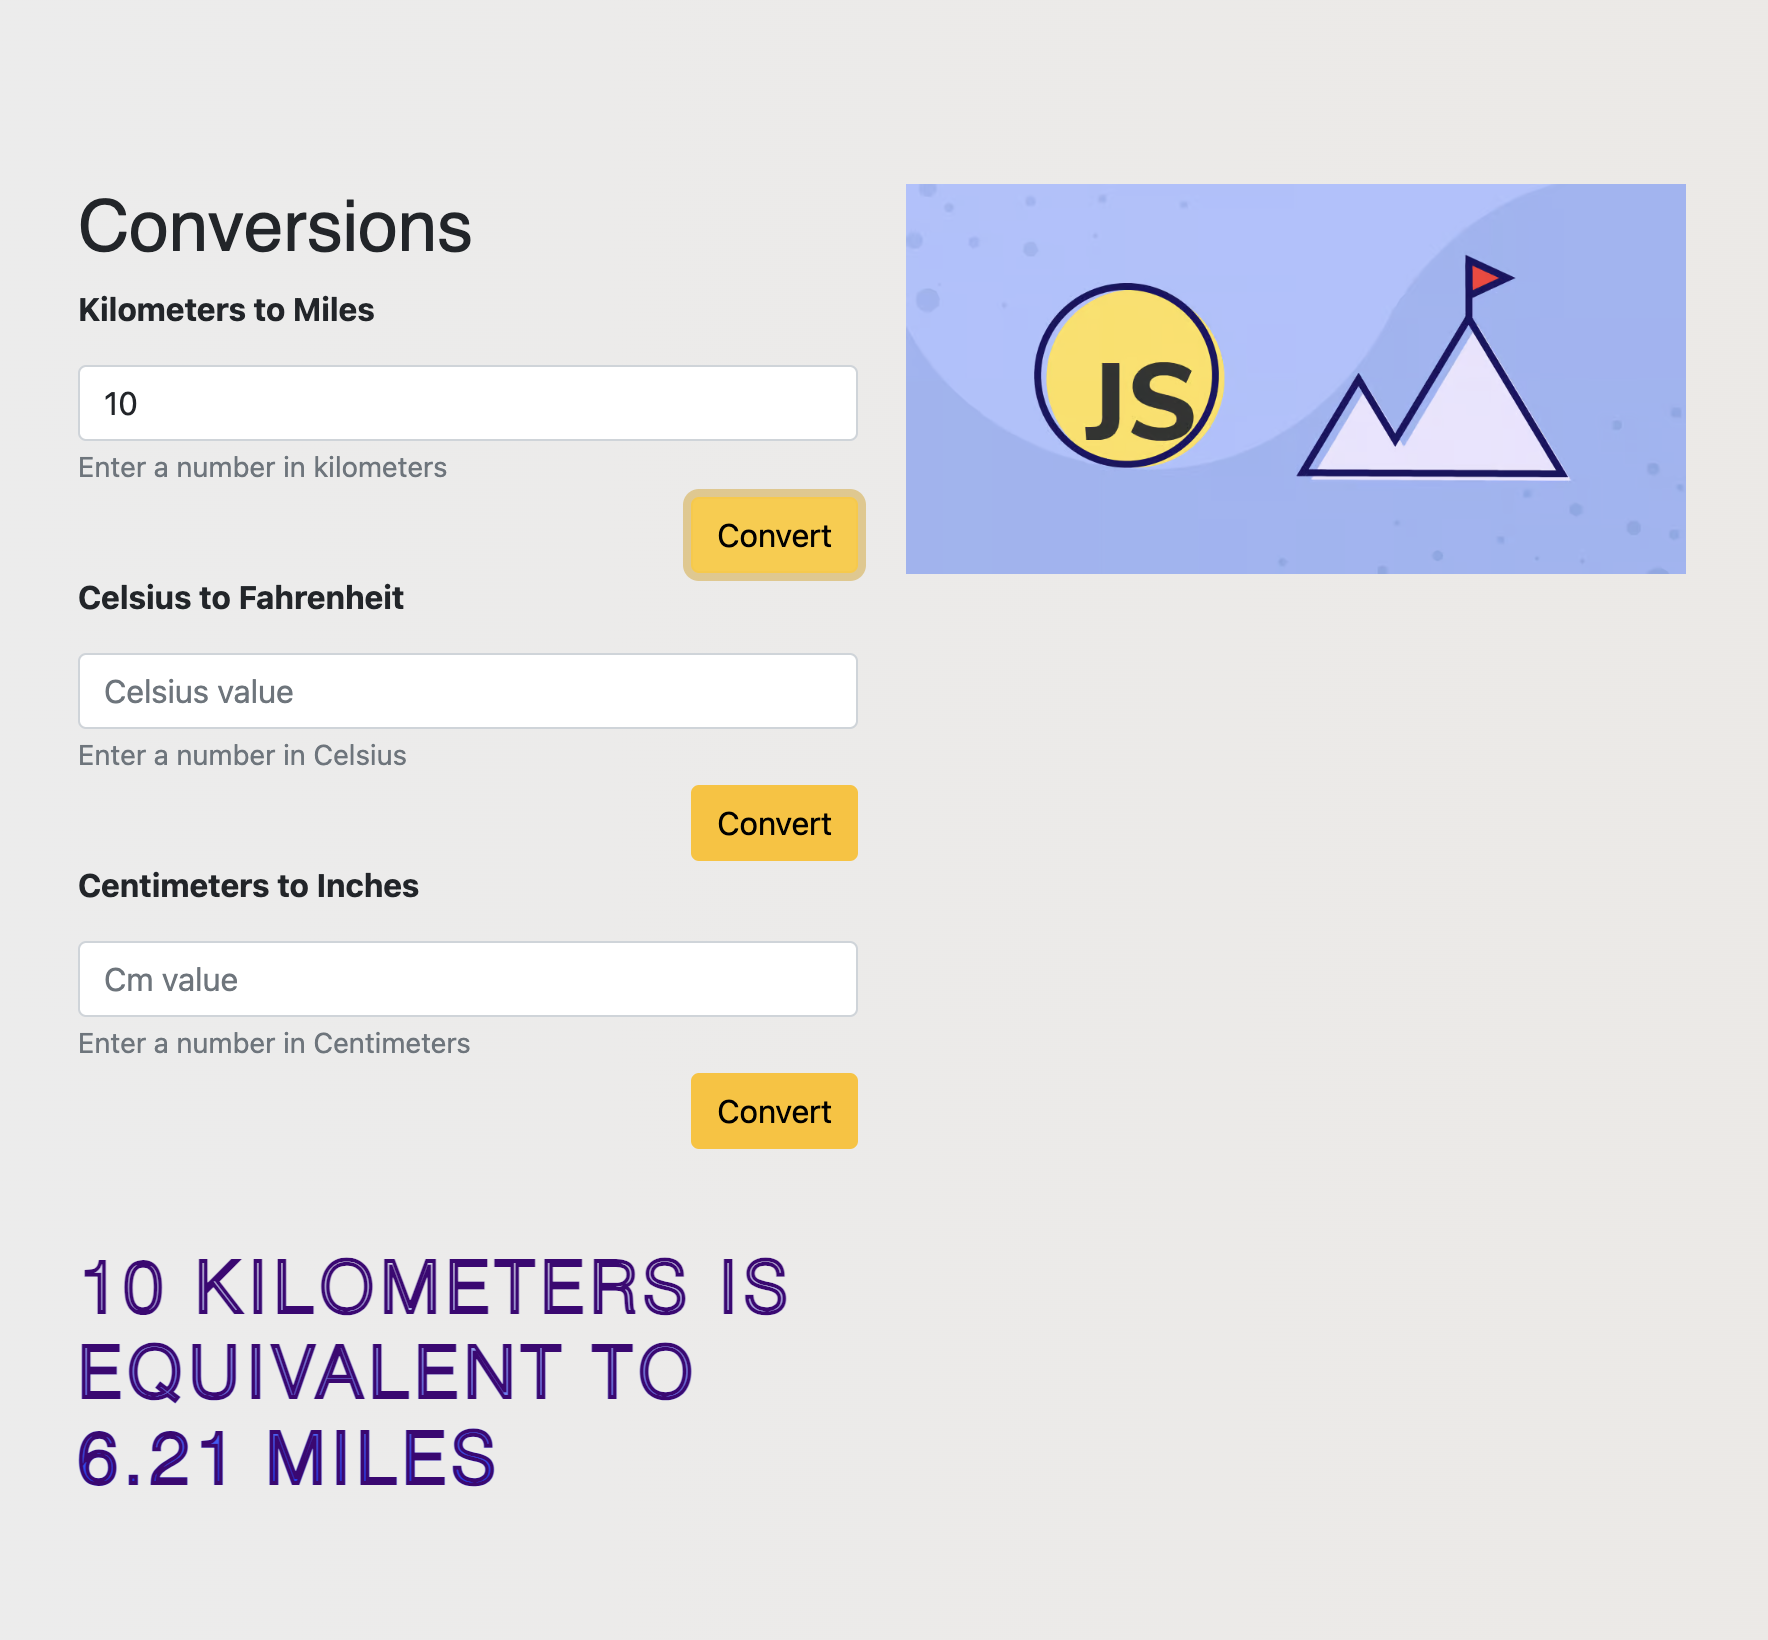 Conversions
Kilometers to Miles
10
Enter a number in kilometers
Convert
Celsius to Fahrenheit
Celsius value
Enter a number in Celsius
Convert
Centimeters to Inches
Cm value
Enter a number in Centimeters
Convert
10 KILOMETERS IS
EQUIVALENT TO
6.21 MILES
JS